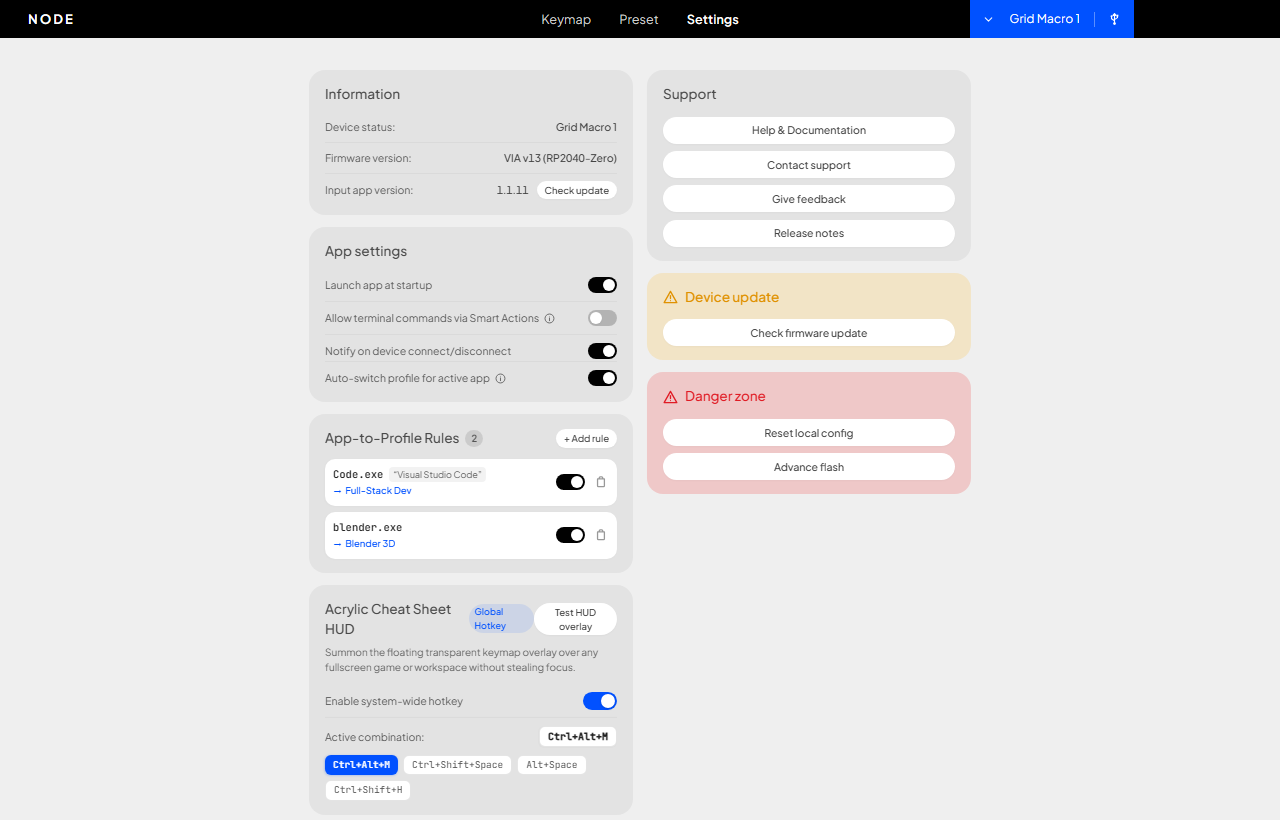 NODE
Keymap
Preset
Settings
Grid Macro 1
Information
Device status:
Grid Macro 1
Firmware version:
VIA v13 (RP2040-Zero)
Input app version:
1.1.11
Check update
App settings
Launch app at startup
Allow terminal commands via Smart Actions
Notify on device connect/disconnect
Auto-switch profile for active app
App-to-Profile Rules
2
+ Add rule
Code.exe
"Visual Studio Code"
→ Full-Stack Dev
blender.exe
→ Blender 3D
Acrylic Cheat Sheet
HUD
Global
Hotkey
Test HUD
overlay
Summon the floating transparent keymap overlay over any
fullscreen game or workspace without stealing focus.
Enable system-wide hotkey
Active combination:
Ctrl+Alt+M
Ctrl+Alt+M
Ctrl+Shift+Space
Alt+Space
Ctrl+Shift+H
Support
Help & Documentation
Contact support
Give feedback
Release notes
Device update
Check firmware update
Danger zone
Reset local config
Advance flash